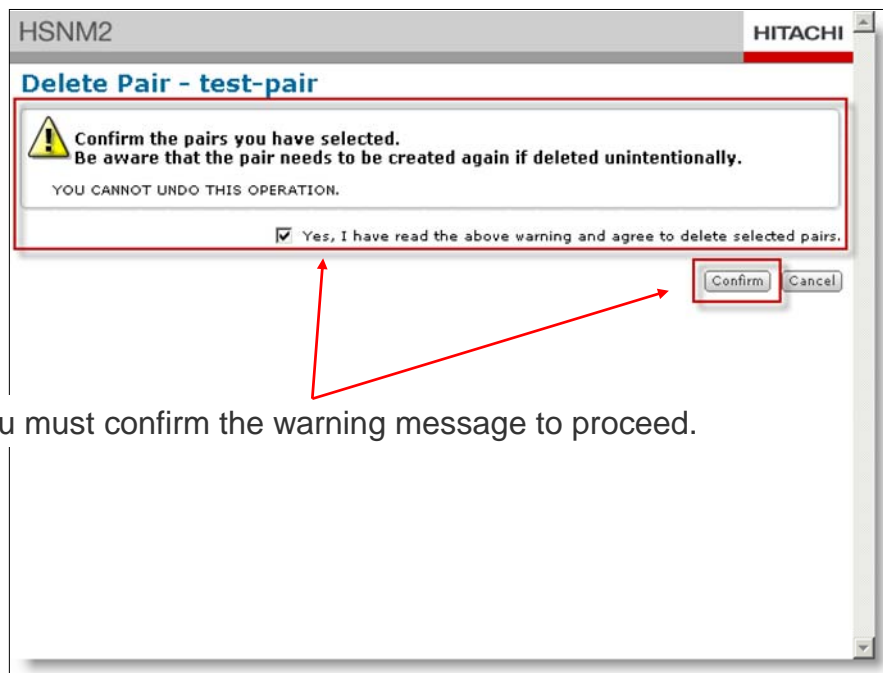 HSNM2
HITACHI
Delete Pair - test-pair
Confirm the pairs you have selected.
Be aware that the pair needs to be created again if deleted unintentionally.
YOU CANNOT UNDO THIS OPERATION.
Yes, I have read the above warning and agree to delete selected pairs.
Confirm Cancel
u must confirm the warning message to proceed.